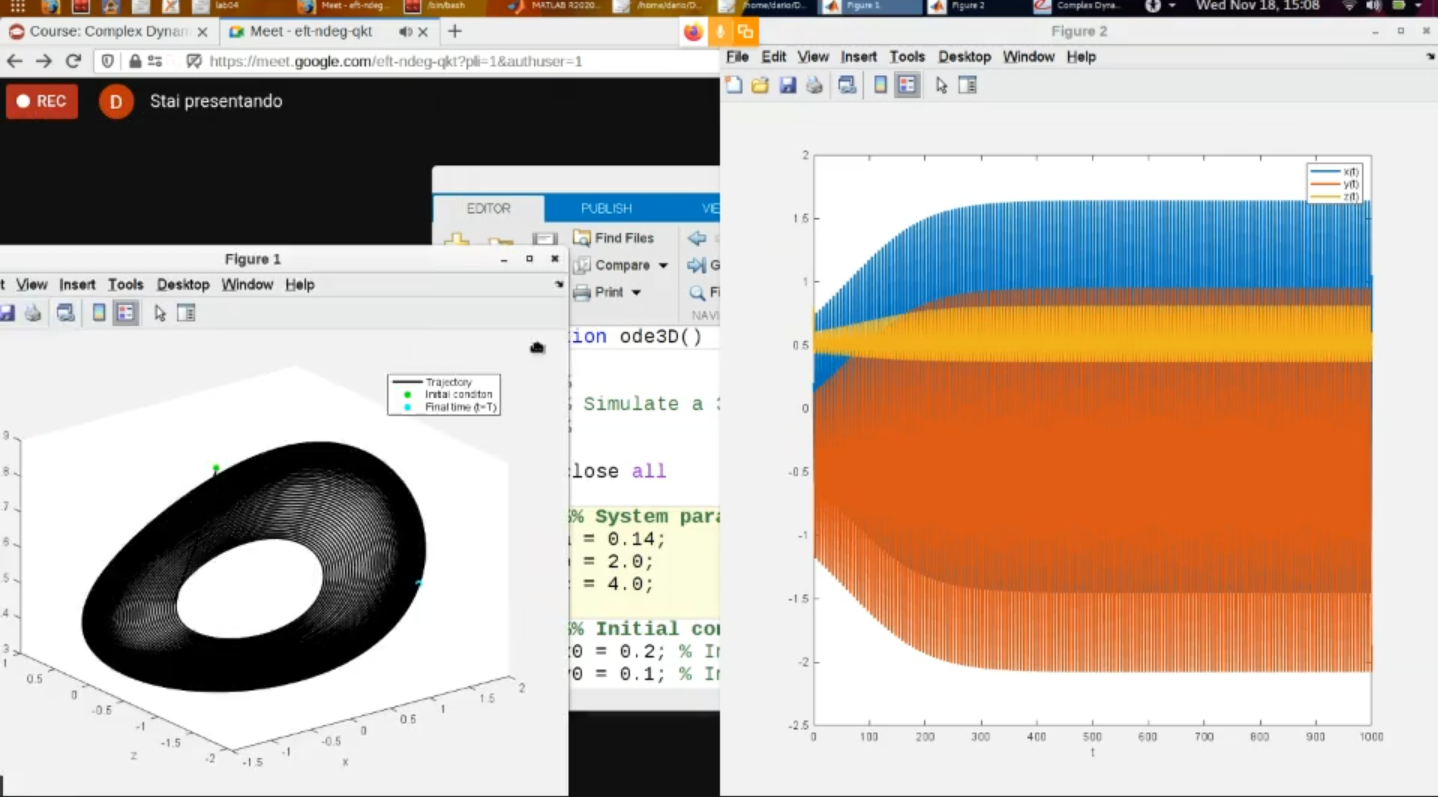 lab04
Meet - eft-ndeg...
/bin/bash
MATLAB R2020...
/home/dario/D...
/home/dario/D...
Figure 1
Figure 2
Complex Dyna...
Wed Nov 18, 15:08
Course: Complex Dynam
Meet - eft-ndeg-qkt
https://meet.google.com/eft-ndeg-qkt?pli=1&authuser=1
REC
D
Stai presentando
EDITOR
PUBLISH
VIE
Find Files
Compare
G
Print
Fi
NAVI
Figure 1
t View Insert Tools Desktop Window Help
Trajectory
Initial conditon
Final time (t=T)
9
8
7
6
5
4
3
1
0.5
0
-0.5
-1
-1.5
-2
z
-1.5
-1
-0.5
0
0.5
1
1.5
2
x
ion ode3D()
Simulate a 3
close all
%% System para
= 0.14;
= 2.0;
= 4.0;
%% Initial con
0 = 0.2; % In
0 = 0.1; % In
Figure 2
File Edit View Insert Tools Desktop Window Help
x(t)
y(t)
z(t)
2
1.5
1
0.5
0
-0.5
-1
-1.5
-2
-2.5
0 100 200 300 400 500 600 700 800 900 1000
t